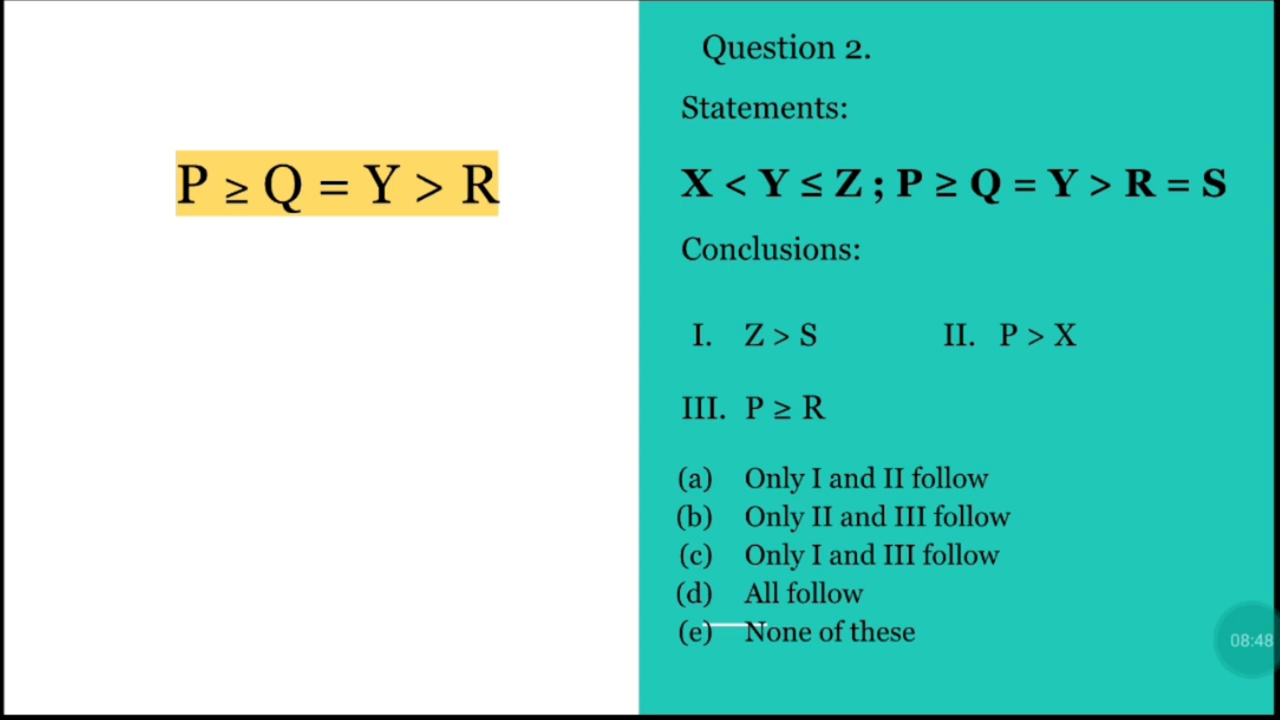 P ≥ Q = Y > R
Question 2.
Statements:
X < Y ≤ Z ; P ≥ Q = Y > R = S
Conclusions:
I. Z > S II. P > X
III. P ≥ R
(a) Only I and II follow
(b) Only II and III follow
(c) Only I and III follow
(d) All follow
(e) None of these
08:48